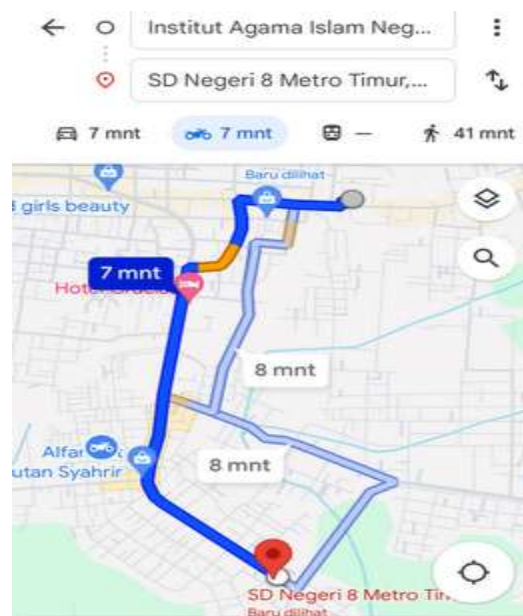 Institut Agama Islam Neg...
SD Negeri 8 Metro Timur,...
7 mnt
7 mnt
—
41 mnt
Baru dilihat
girls beauty
7 mnt
Hotel
8 mnt
Alfa
utan Syahrir
8 mnt
SD Negeri 8 Metro Tim
Baru dilihat